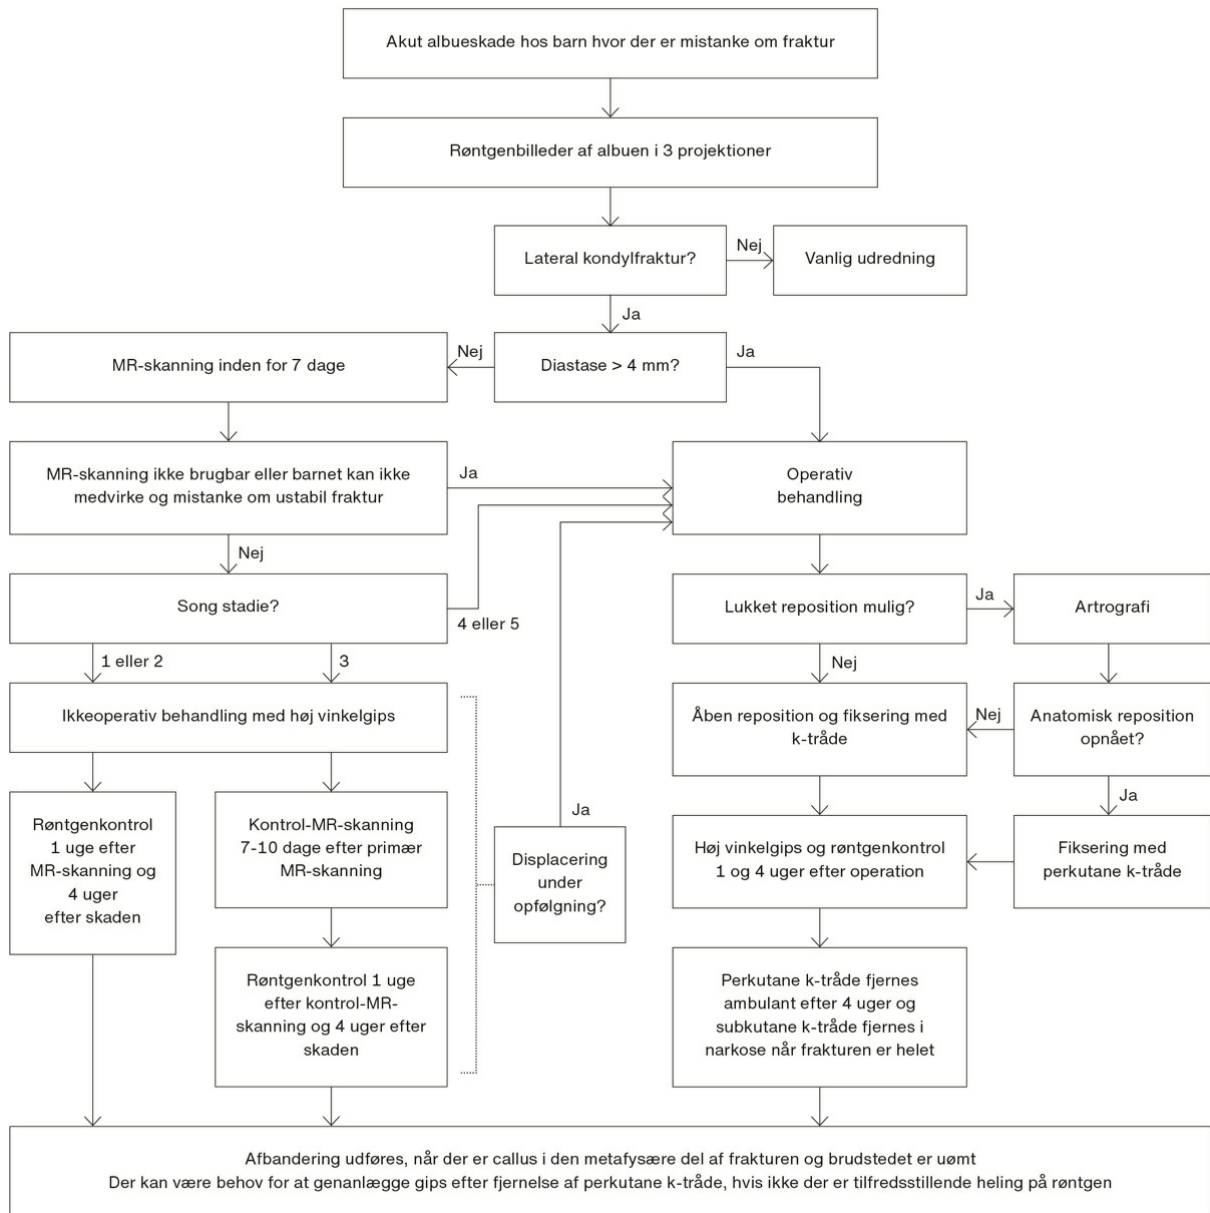 Akut albueskade hos barn hvor der er mistanke om fraktur
Røntgenbilleder af albuen i 3 projektioner
Lateral kondylfraktur?
Nej
Vanlig udredning
Ja
MR-skanning inden for 7 dage
Nej
Diastase > 4 mm?
Ja
MR-skanning ikke brugbar eller barnet kan ikke
medvirke og mistanke om ustabil fraktur
Ja
Operativ
behandling
Nej
Song stadie?
4 eller 5
Lukket reposition mulig?
Ja
Artrografi
1 eller 2
3
Nej
Ikkeoperativ behandling med høj vinkelgips
Åben reposition og fiksering med
k-tråde
Nej
Anatomisk reposition
opnået?
Ja
Røntgenkontrol
1 uge efter
MR-skanning og
4 uger
efter skaden
Kontrol-MR-skanning
7-10 dage efter primær
MR-skanning
Ja
Displacering
under
opfølgning?
Høj vinkelgips og røntgenkontrol
1 og 4 uger efter operation
Fiksering med
perkutane k-tråde
Røntgenkontrol 1 uge
efter kontrol-MR-
skanning og 4 uger efter
skaden
Perkutane k-tråde fjernes
ambulant efter 4 uger og
subkutane k-tråde fjernes i
narkose når frakturen er helet
Afbandering udføres, når der er callus i den metafysære del af frakturen og brudstedet er uømt
Der kan være behov for at genanlægge gips efter fjernelse af perkutane k-tråde, hvis ikke der er tilfredsstillende heling på røntgen